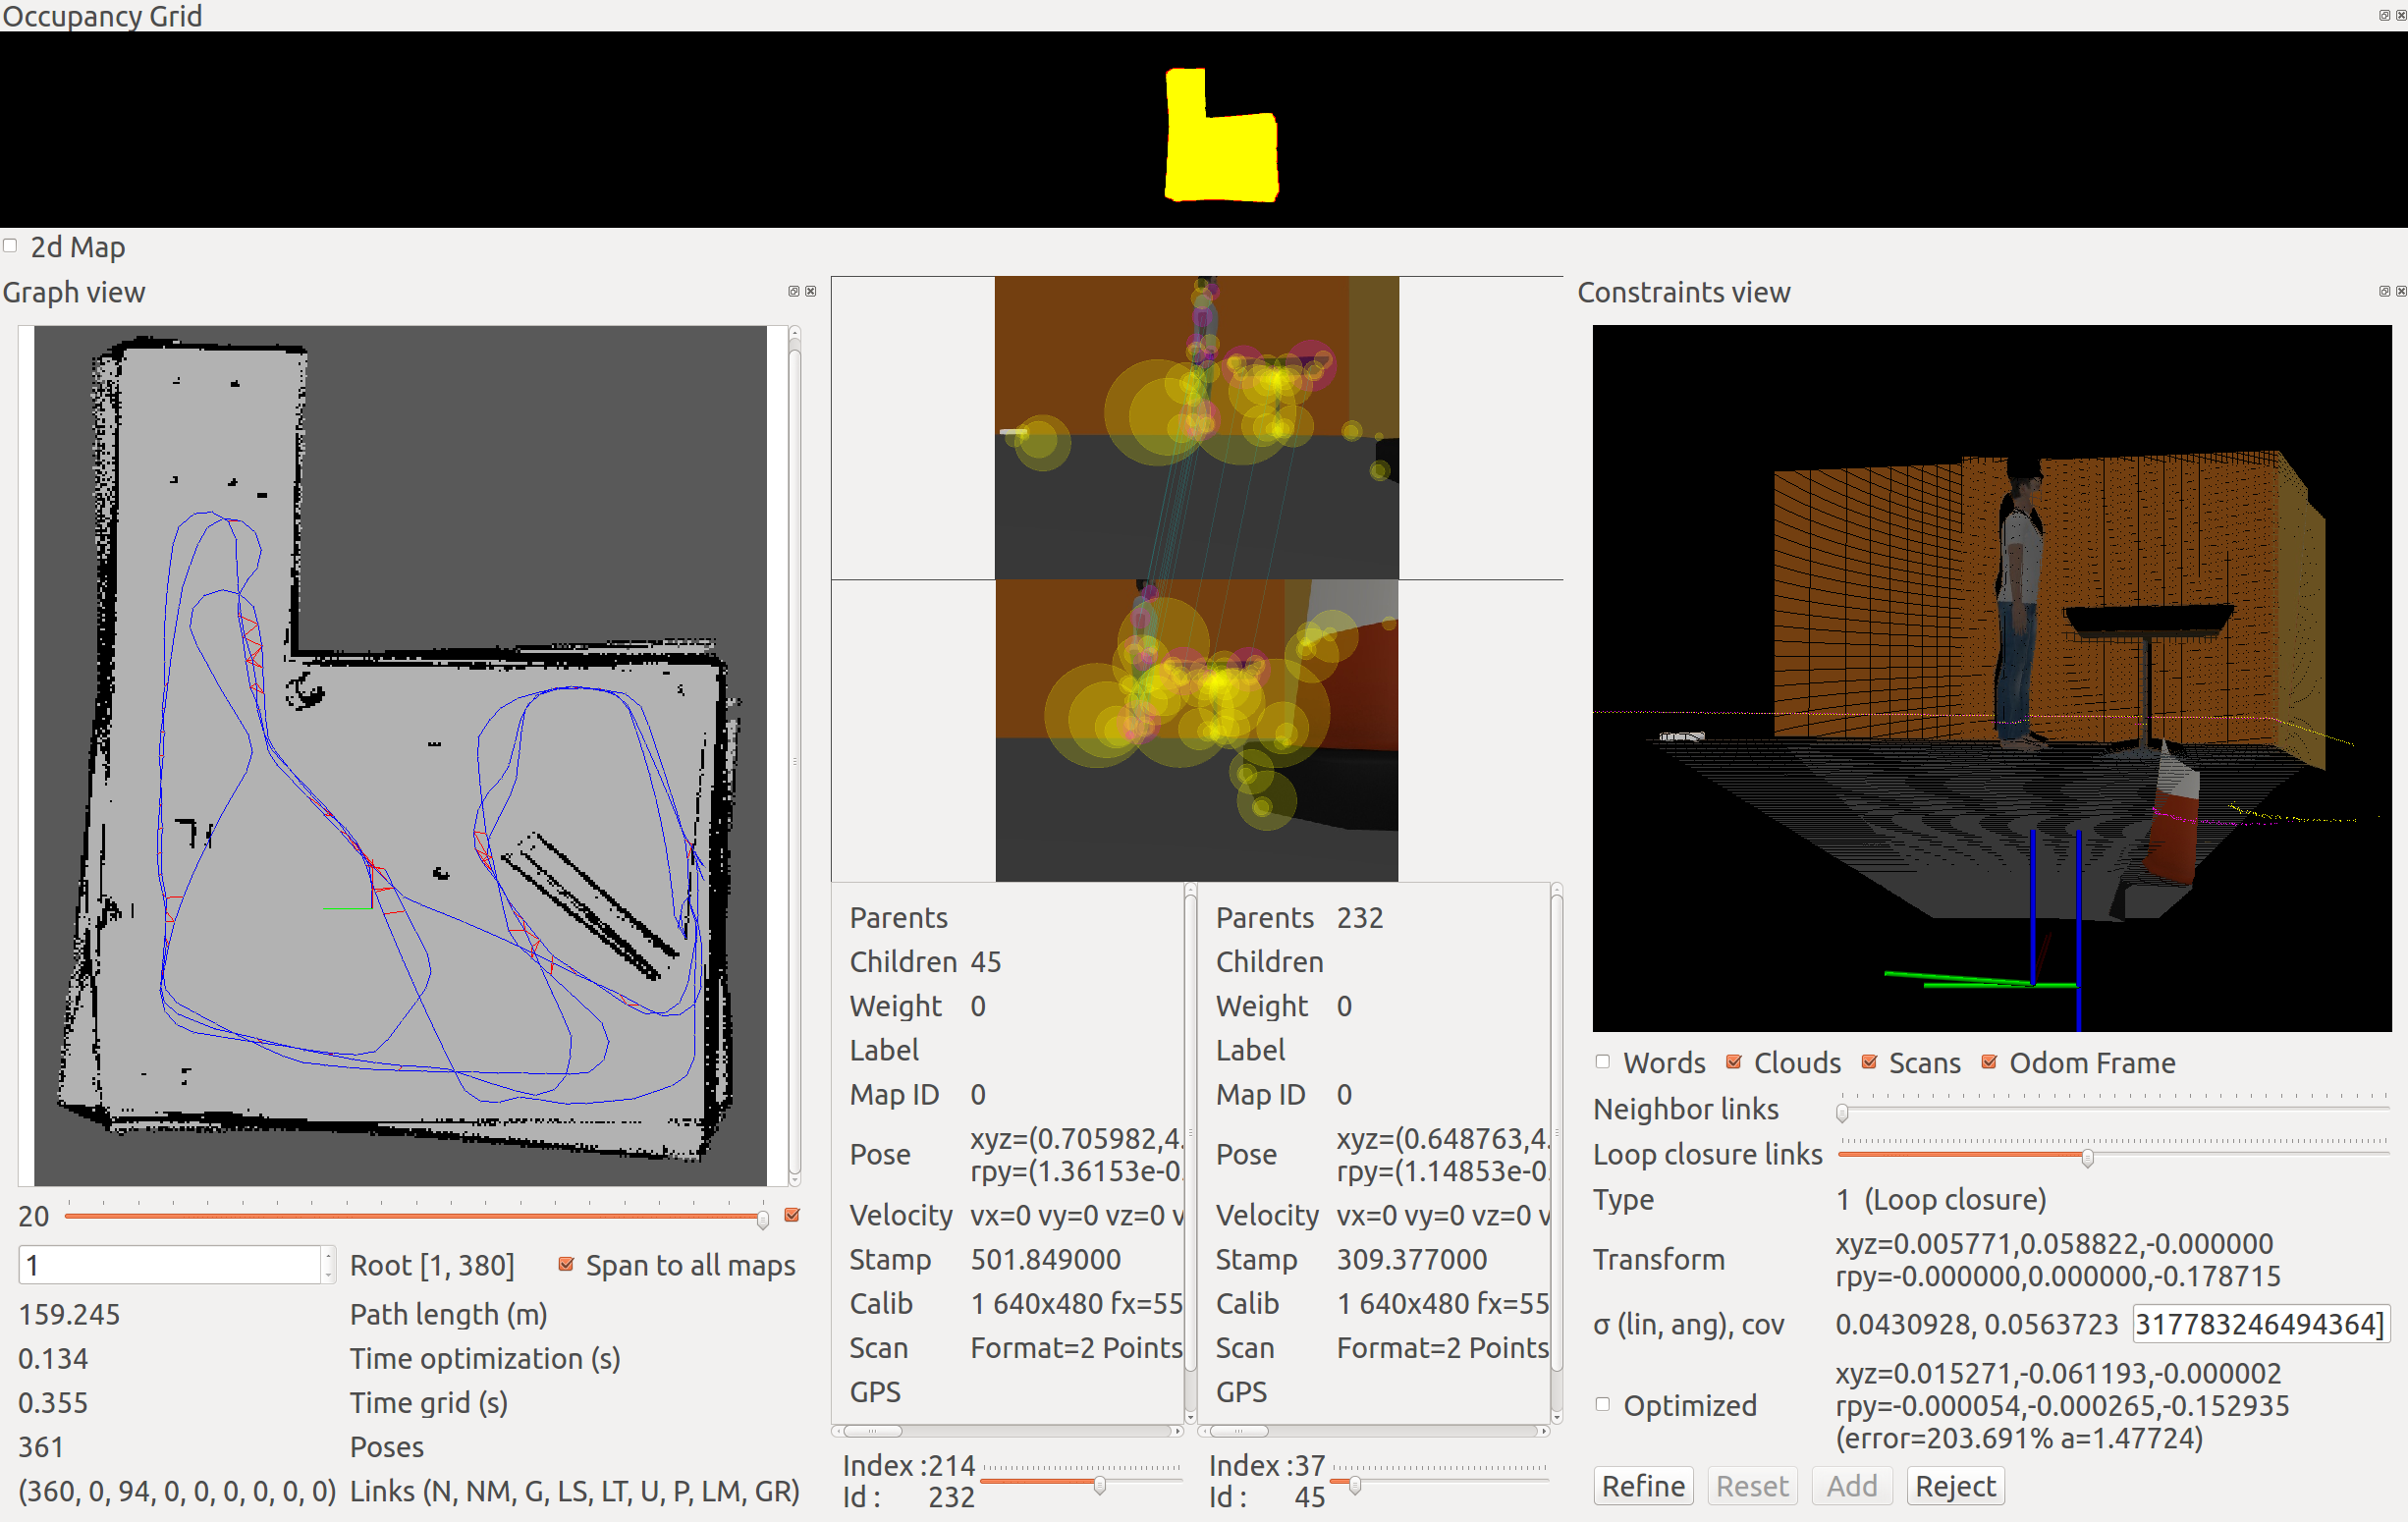 Occupancy Grid
2d Map
Graph view
Constraints view
20
1 Root [1, 380] Span to all maps
159.245 Path length (m)
0.134 Time optimization (s)
0.355 Time grid (s)
361 Poses
(360, 0, 94, 0, 0, 0, 0, 0, 0) Links (N, NM, G, LS, LT, U, P, LM, GR)
Parents
Children 45
Weight 0
Label
Map ID 0
Pose xyz=(0.705982,4.
rpy=(1.36153e-0
Velocity vx=0 vy=0 vz=0 v
Stamp 501.849000
Calib 1 640x480 fx=55
Scan Format=2 Points
GPS
Index :214
Id : 232
Parents 232
Children
Weight 0
Label
Map ID 0
Pose xyz=(0.648763,4.
rpy=(1.14853e-0
Velocity vx=0 vy=0 vz=0 v
Stamp 309.377000
Calib 1 640x480 fx=55
Scan Format=2 Points
GPS
Index :37
Id : 45
Words Clouds Scans Odom Frame
Neighbor links
Loop closure links
Type 1 (Loop closure)
Transform xyz=0.005771,0.058822,-0.000000
rpy=-0.000000,0.000000,-0.178715
σ (lin, ang), cov 0.0430928, 0.0563723 317783246494364]
Optimized xyz=0.015271,-0.061193,-0.000002
rpy=-0.000054,-0.000265,-0.152935
(error=203.691% a=1.47724)
Refine Reset Add Reject